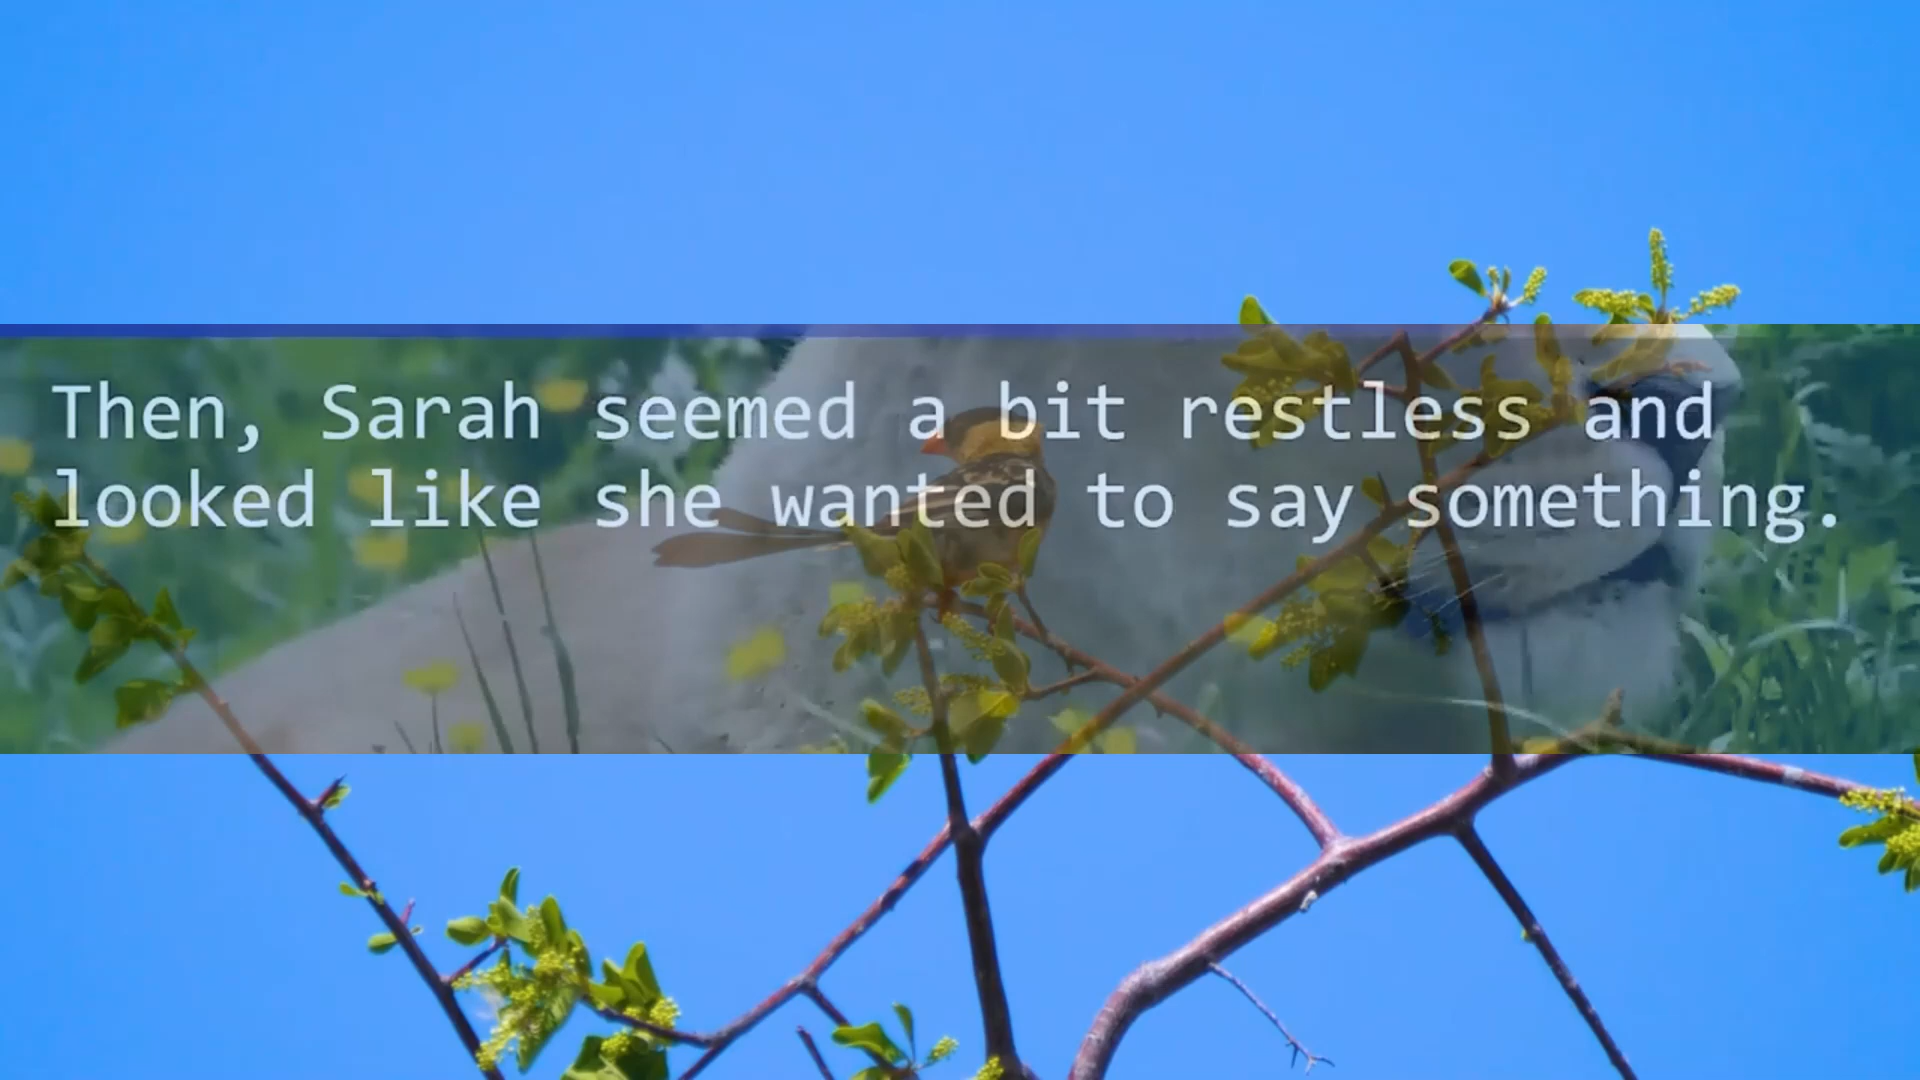 Then, Sarah seemed a bit restless and
looked like she wanted to say something.